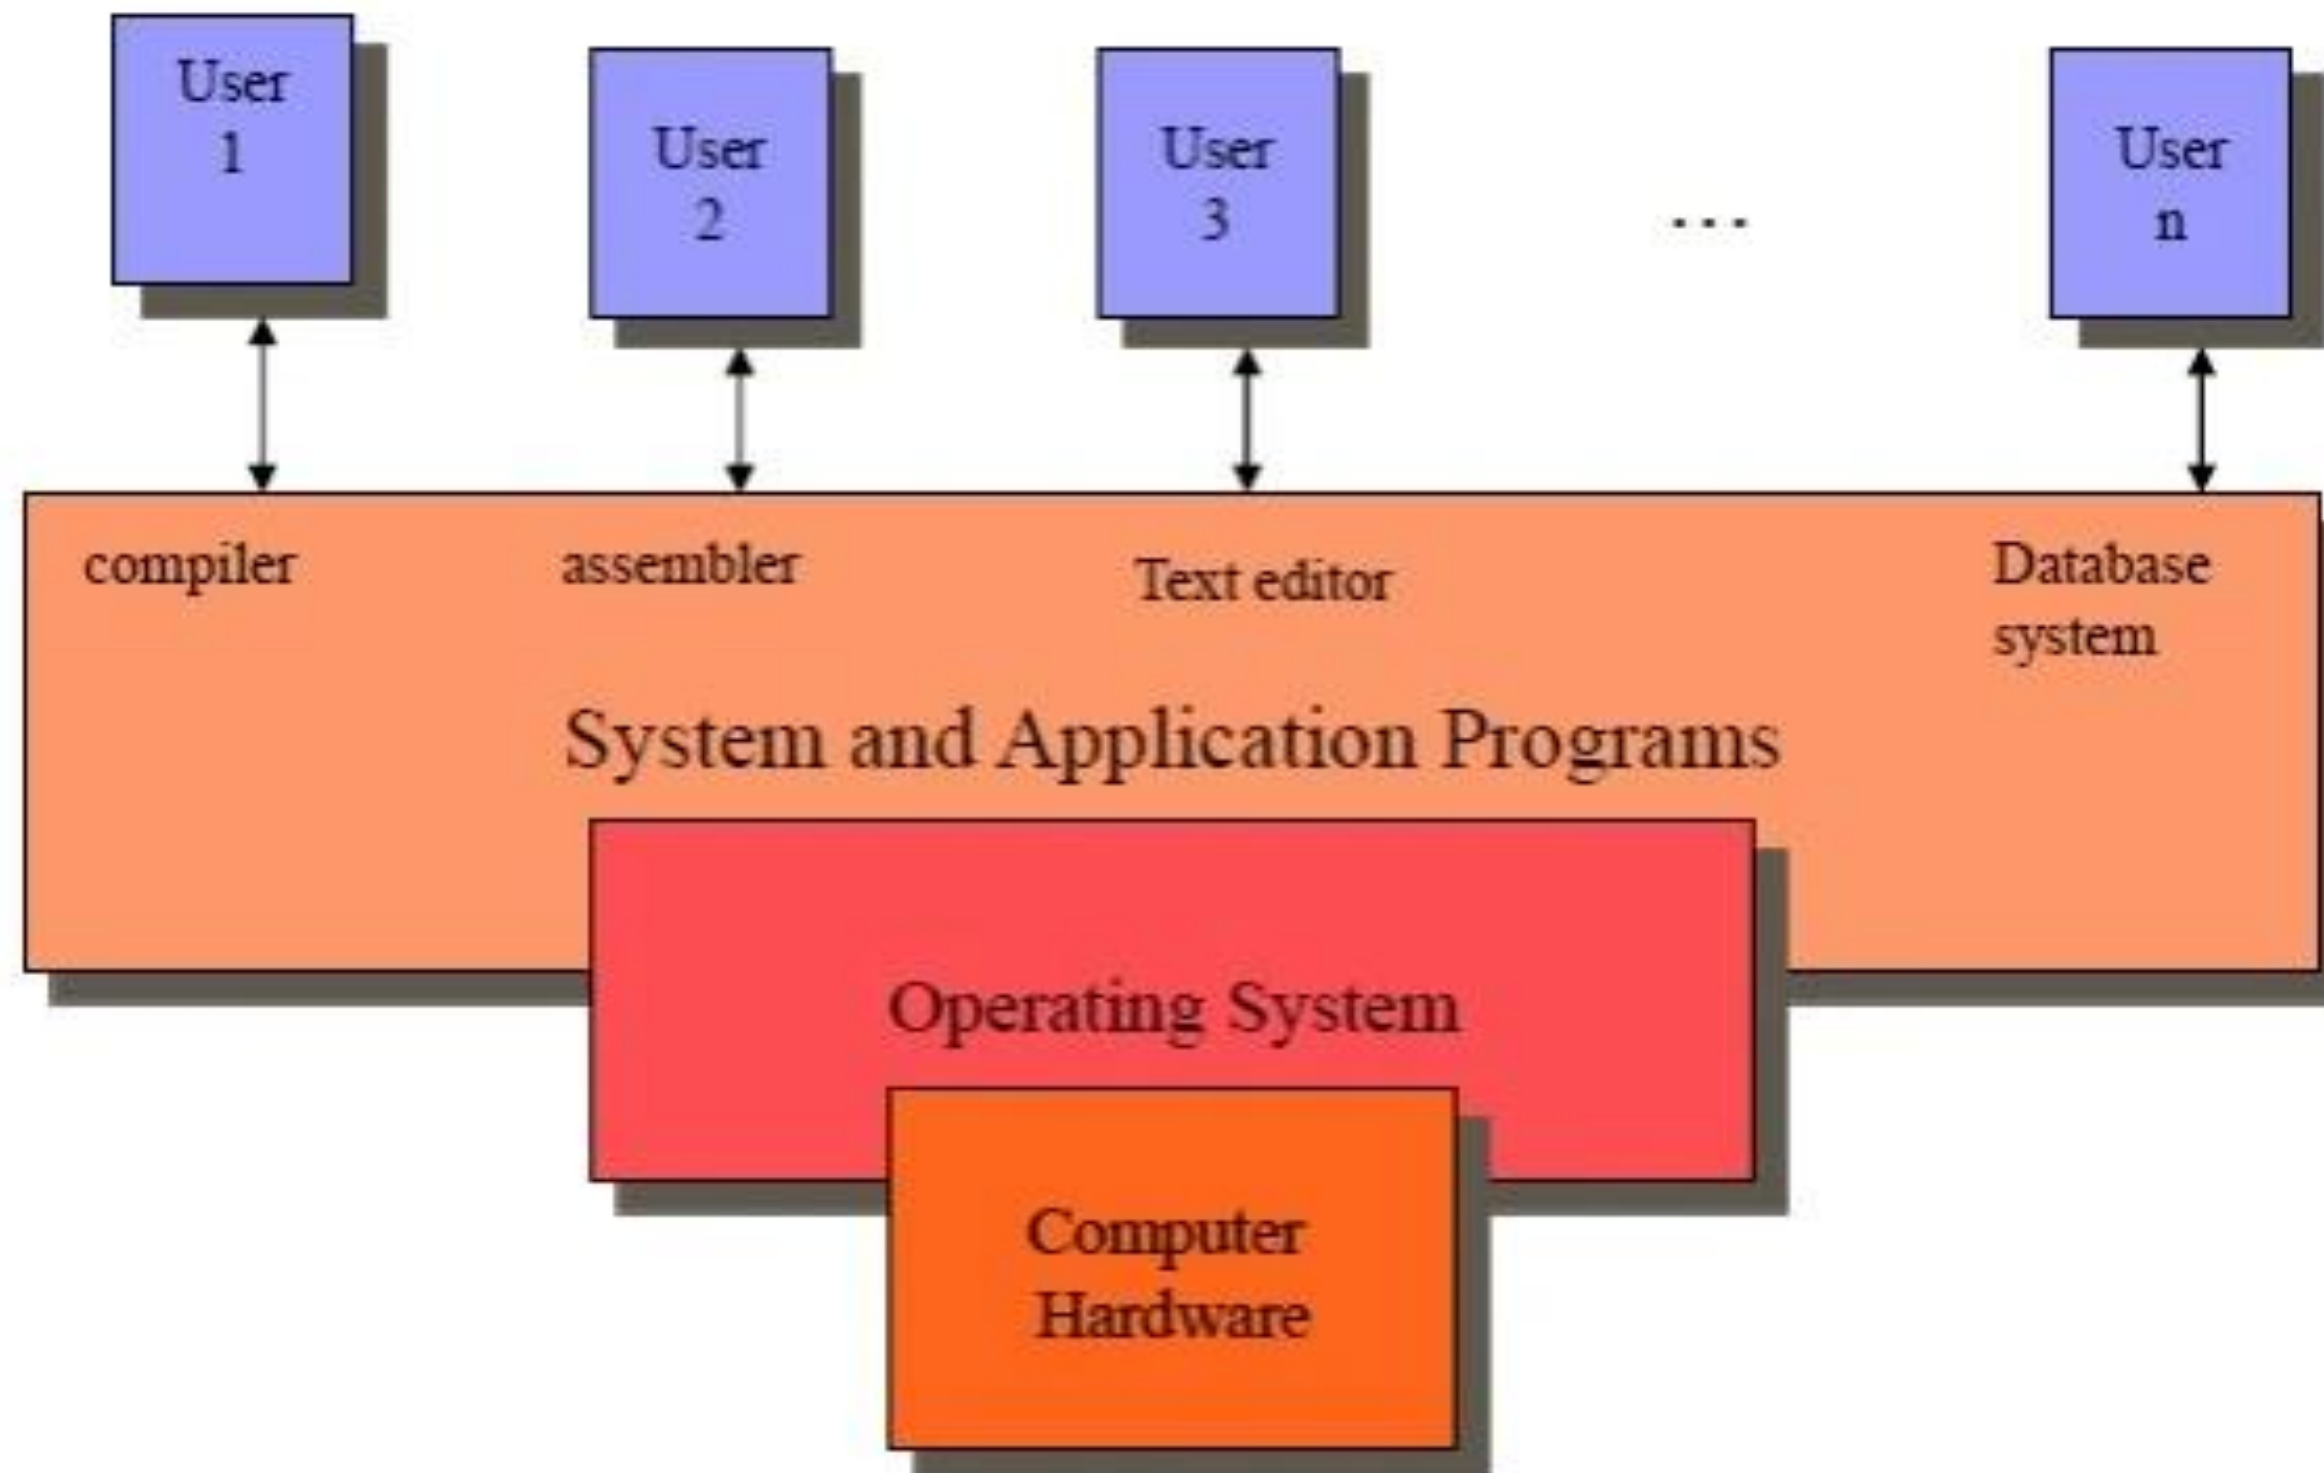 User
1
User
2
User
3
...
User
n
compiler
assembler
Text editor
Database
system
System and Application Programs
Operating System
Computer
Hardware